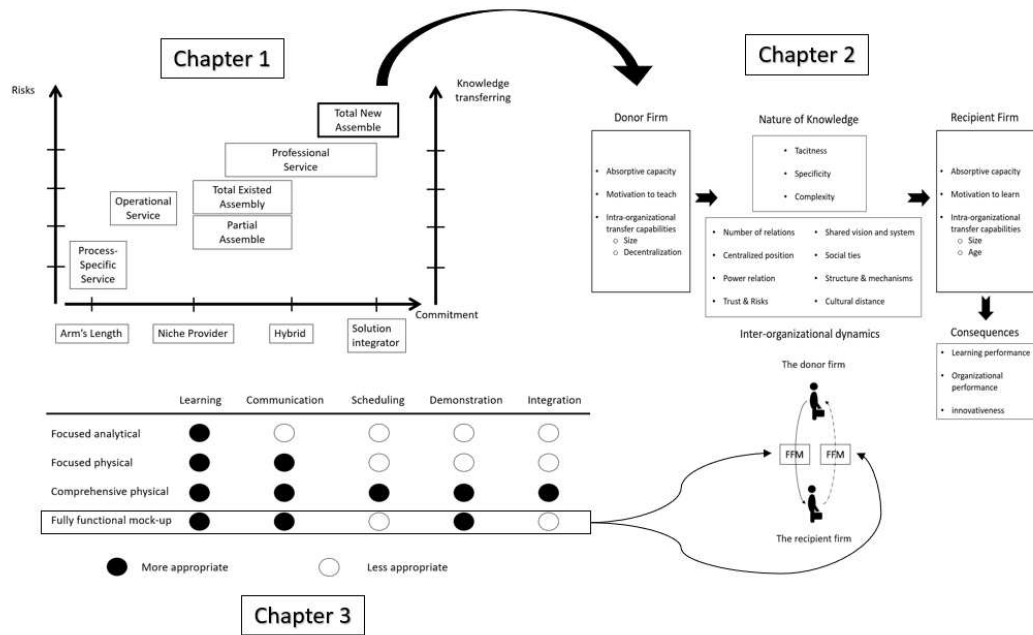 Chapter 1
Risks
Knowledge
transferring
Total New
Assemble
Professional
Service
Total Existed
Assembly
Operational
Service
Partial
Assemble
Process-
Specific
Service
Commitment
Arm's Length
Niche Provider
Hybrid
Solution
integrator
Chapter 2
Donor Firm
• Absorptive capacity
• Motivation to teach
• Intra-organizational
transfer capabilities
o Size
o Decentralization
Nature of Knowledge
• Tacitness
• Specificity
• Complexity
• Number of relations
• Centralized position
• Power relation
• Trust & Risks
• Shared vision and system
• Social ties
• Structure & mechanisms
• Cultural distance
Inter-organizational dynamics
Recipient Firm
• Absorptive capacity
• Motivation to learn
• Intra-organizational
transfer capabilities
o Size
o Age
Consequences
• Learning performance
• Organizational
performance
• innovativeness
The donor firm
FFM
FFM
The recipient firm
Learning Communication Scheduling Demonstration Integration
Focused analytical
Focused physical
Comprehensive physical
Fully functional mock-up
More appropriate
Less appropriate
Chapter 3